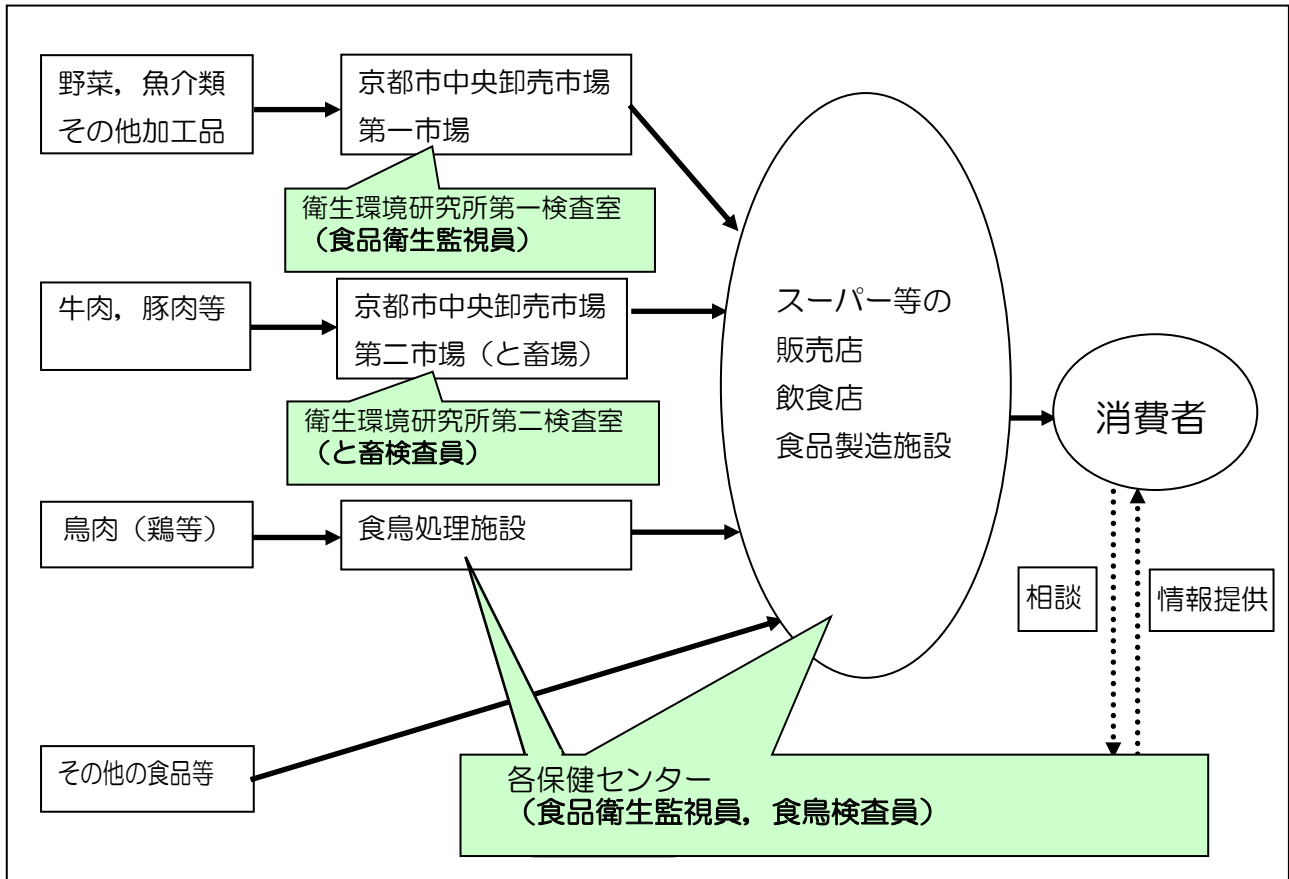 野菜，魚介類
その他加工品
京都市中央卸売市場
第一市場
衛生環境研究所第一検査室
（食品衛生監視員）
牛肉，豚肉等
京都市中央卸売市場
第二市場（と畜場）
衛生環境研究所第二検査室
（と畜検査員）
鳥肉（鶏等）
食鳥処理施設
その他の食品等
スーパー等の
販売店
飲食店
食品製造施設
消費者
相談
情報提供
各保健センター
（食品衛生監視員，食鳥検査員）